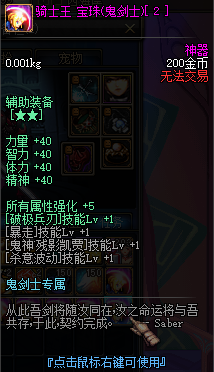 骑士王 宝珠(鬼剑士)[ 2 ]
宠物
神器
0.001kg
200金币
无法交易
辅助装备
[★★]
力量 +40
智力 +40
体力 +40
精神 +40
所有属性强化 +5
[破极兵刃]技能Lv +1
[暴走]技能Lv +1
[鬼神残影凯贾]技能Lv +1
[杀意波动]技能Lv +1
鬼剑士专属
从此吾剑将随汝同在,汝之命运将与吾
共存,于此,契约完成。 - Saber
『点击鼠标右键可使用』